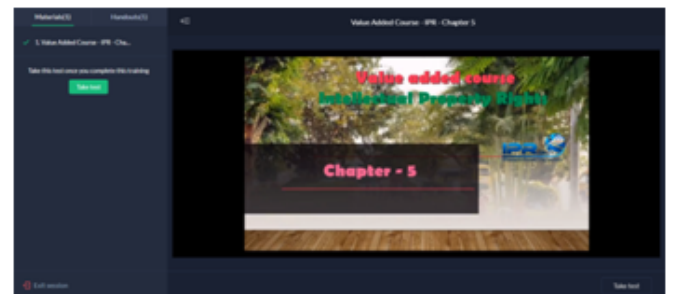 Materials(1) Handouts(1)
Value Added Course - IPR - Chapter 5
1. Value Added Course - IPR - Cha...
Take this test once you complete this training
Take test
Value added course
Intellectual Property Rights
IPR
Chapter - 5
Exit session
Take test